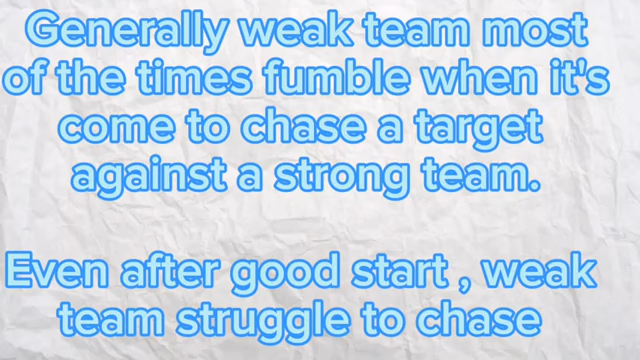 Generally weak team most
of the times fumble when it's
come to chase a target
against a strong team.
Even after good start , weak
team struggle to chase